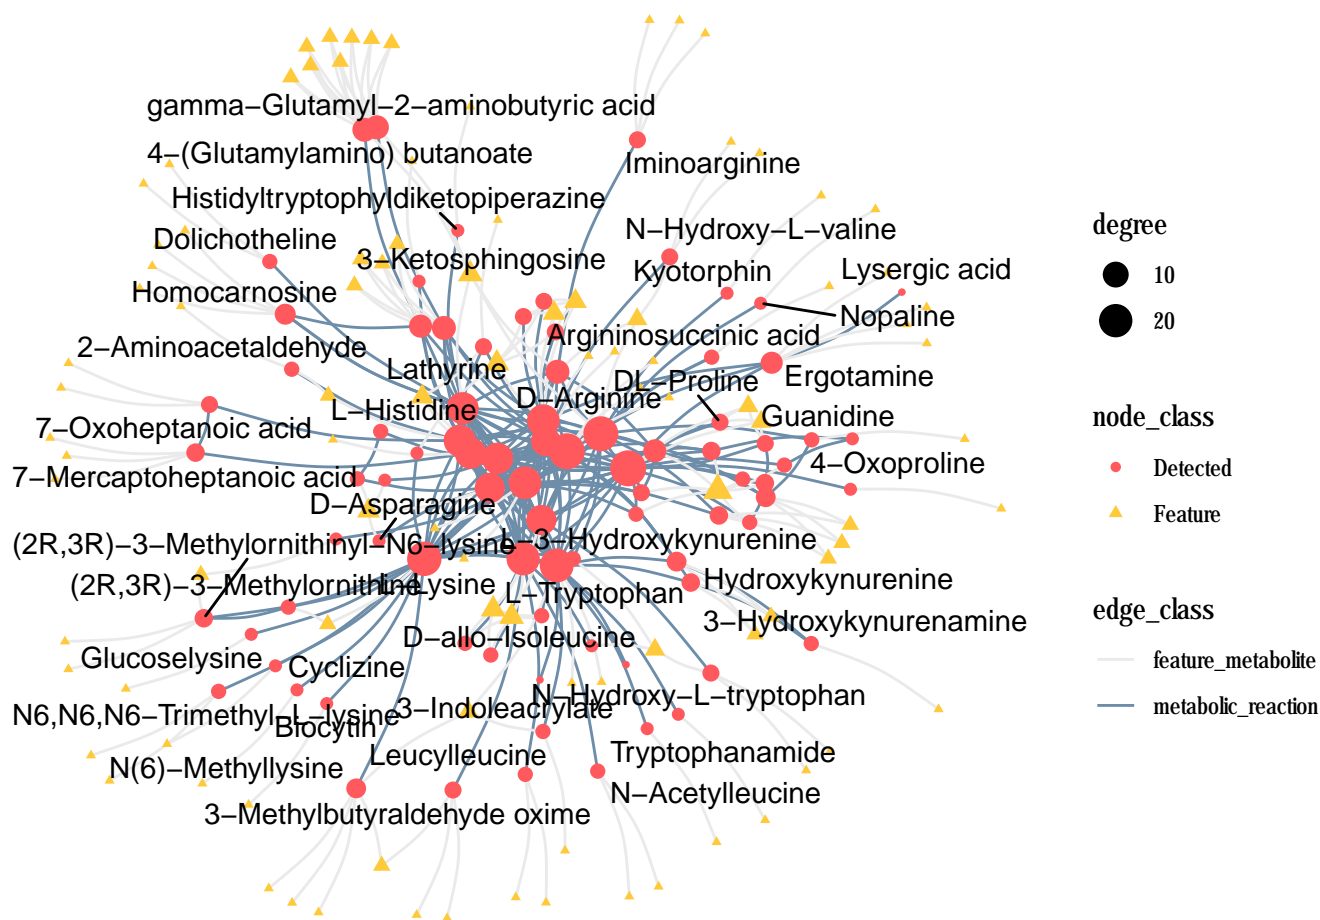 gamma−Glutamyl−2−aminobutyric acid
4−(Glutamylamino) butanoate
Iminoarginine
Histidyltryptophyldiketopiperazine
N−Hydroxy−L−valine
Dolichotheline
3−Ketosphingosine
Kyotorphin
Lysergic acid
Homocarnosine
Nopaline
Argininosuccinic acid
2−Aminoacetaldehyde
Lathyrine
DL−Proline
Ergotamine
D−Arginine
L−Histidine
Guanidine
7−Oxoheptanoic acid
4−Oxoproline
7−Mercaptoheptanoic acid
D−Asparagine
(2R,3R)−3−Methylornithinyl−N6−lysine
L−3−Hydroxykynurenine
(2R,3R)−3−Methylornithine
L−Lysine
Hydroxykynurenine
L−Tryptophan
3−Hydroxykynurenamine
D−allo−Isoleucine
Glucoselysine
Cyclizine
N−Hydroxy−L−tryptophan
N6,N6,N6−Trimethyl−L−lysine
3−Indoleacrylate
Biocytin
Leucylleucine
Tryptophanamide
N(6)−Methyllysine
N−Acetylleucine
3−Methylbutyraldehyde oxime
degree
10
20
node_class
Detected
Feature
edge_class
feature_metabolite
metabolic_reaction